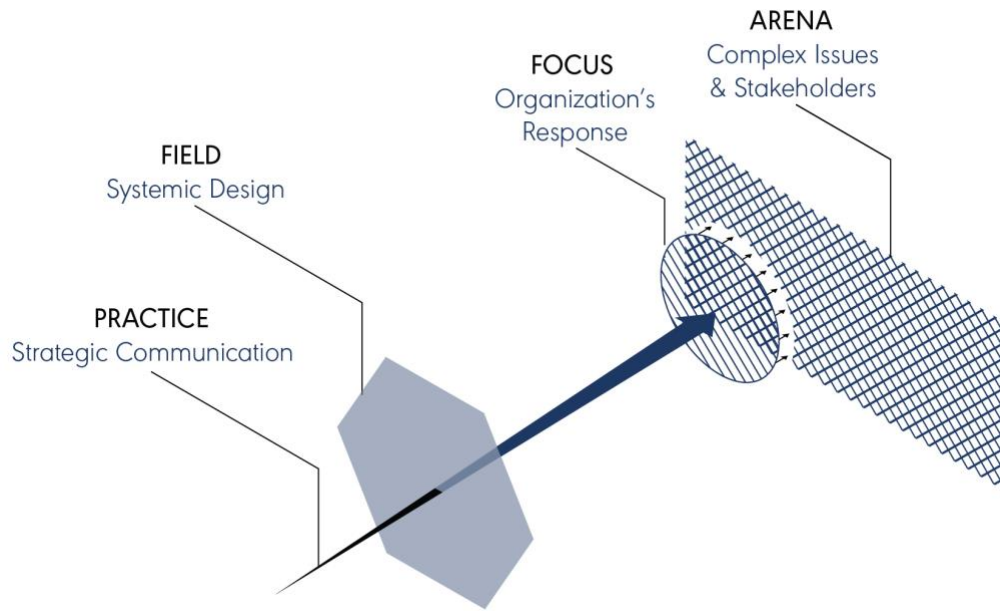 ARENA
Complex Issues
& Stakeholders
FOCUS
Organization's
Response
FIELD
Systemic Design
PRACTICE
Strategic Communication